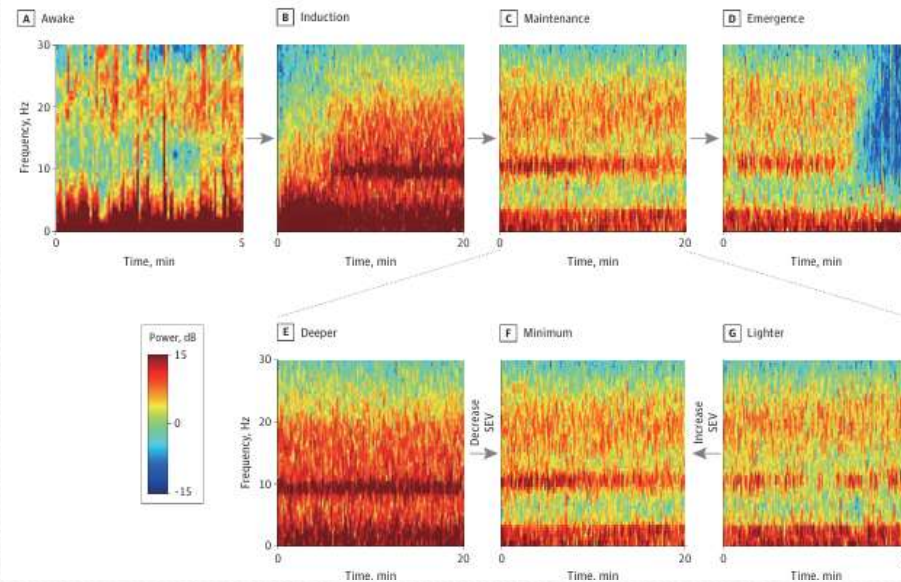 A Awake
B Induction
C Maintenance
D Emergence
30
20
10
0
Frequency, Hz
0
5
Time, min
0
20
Time, min
0
20
Time, min
0
Time, min
Power, dB
15
0
-15
E Deeper
F Minimum
G Lighter
30
20
10
0
Frequency, Hz
Decrease
SEV
Increase
SEV
0
20
Time, min
0
20
Time, min
0
Time, min